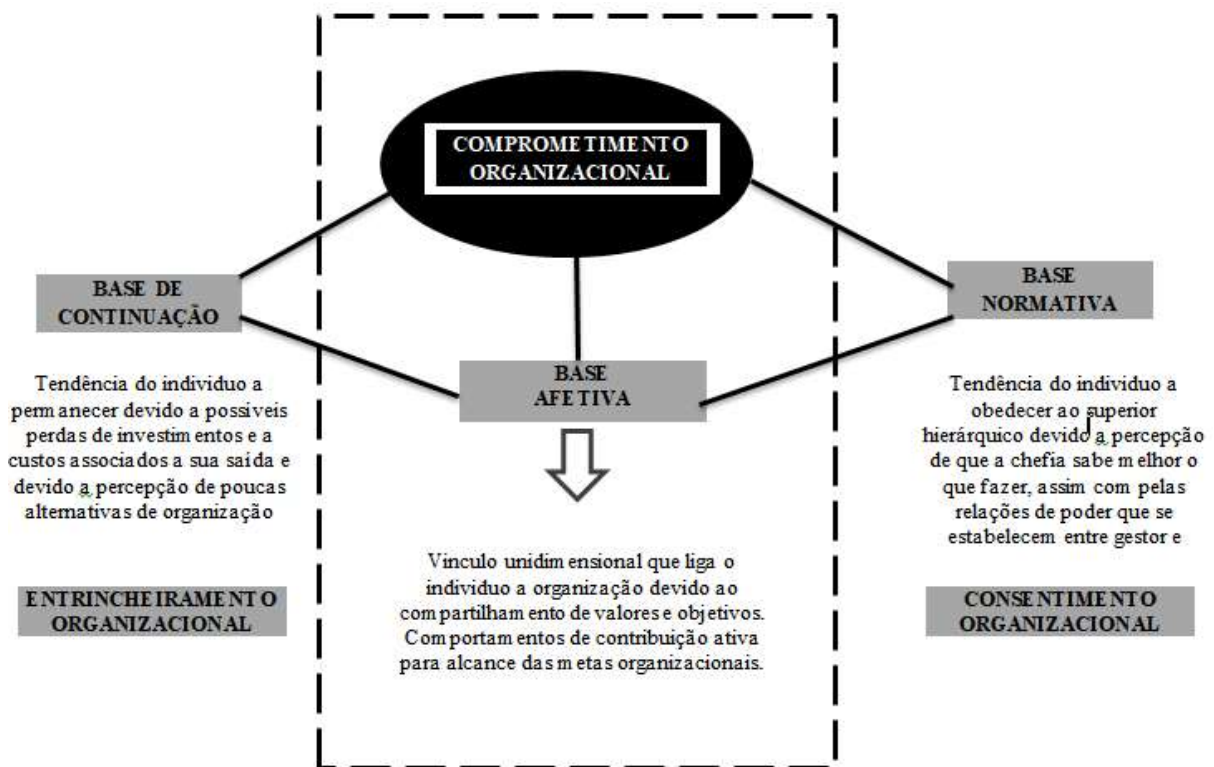 COMPROMETIMENTO
ORGANIZACIONAL
BASE DE
CONTINUAÇÃO
Tendência do individuo a
permanecer devido a possiveis
perdas de investimentos e a
custos associados a sua saída e
devido a percepção de poucas
alternativas de organização
ENTRINCHEIRAMENTO
ORGANIZACIONAL
BASE
AFETIVA
Vinculo unidimensional que liga o
individuo a organização devido ao
compartilhamento de valores e objetivos.
Comportamentos de contribuição ativa
para alcance das metas organizacionais.
BASE
NORMATIVA
Tendência do individuo a
obedecer ao superior
hierárquico devido a percepção
de que a chefia sabe melhor o
que fazer, assim com pelas
relações de poder que se
estabelecem entre gestor e
CONSENTIMENTO
ORGANIZACIONAL